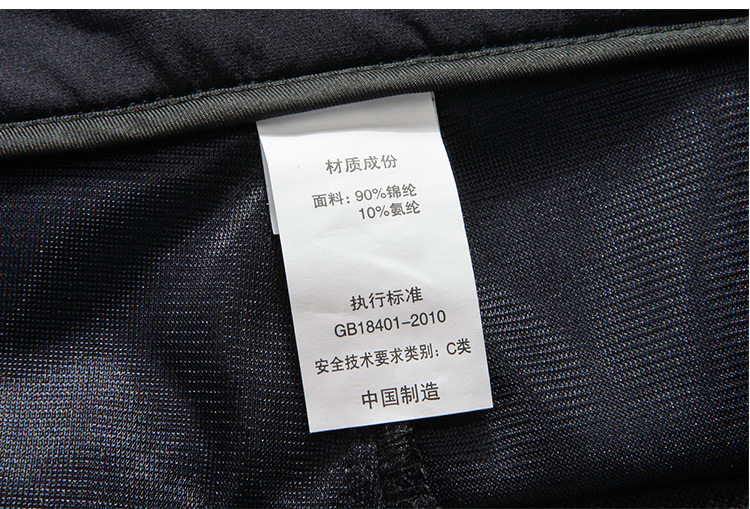 材质成份
面料：90%锦纶
10%氨纶
执行标准
GB18401-2010
安全技术要求类别：C类
中国制造